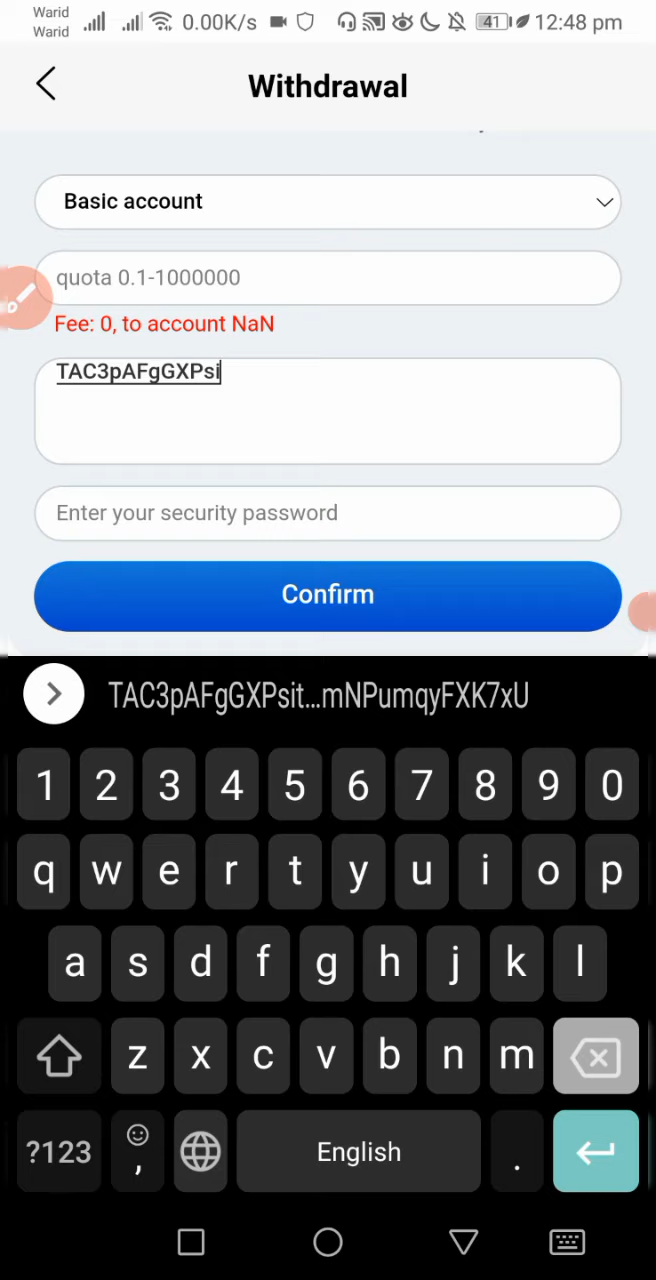 Warid
Warid
0.00K/s
41
12:48 pm
Withdrawal
Basic account
quota 0.1-1000000
Fee: 0, to account NaN
TAC3pAFgGXPsi
Enter your security password
Confirm
TAC3pAFgGXPsit...mNPumqyFXK7xU
1 2 3 4 5 6 7 8 9 0
q w e r t y u i o p
a s d f g h j k l
z x c v b n m
?123 , English .